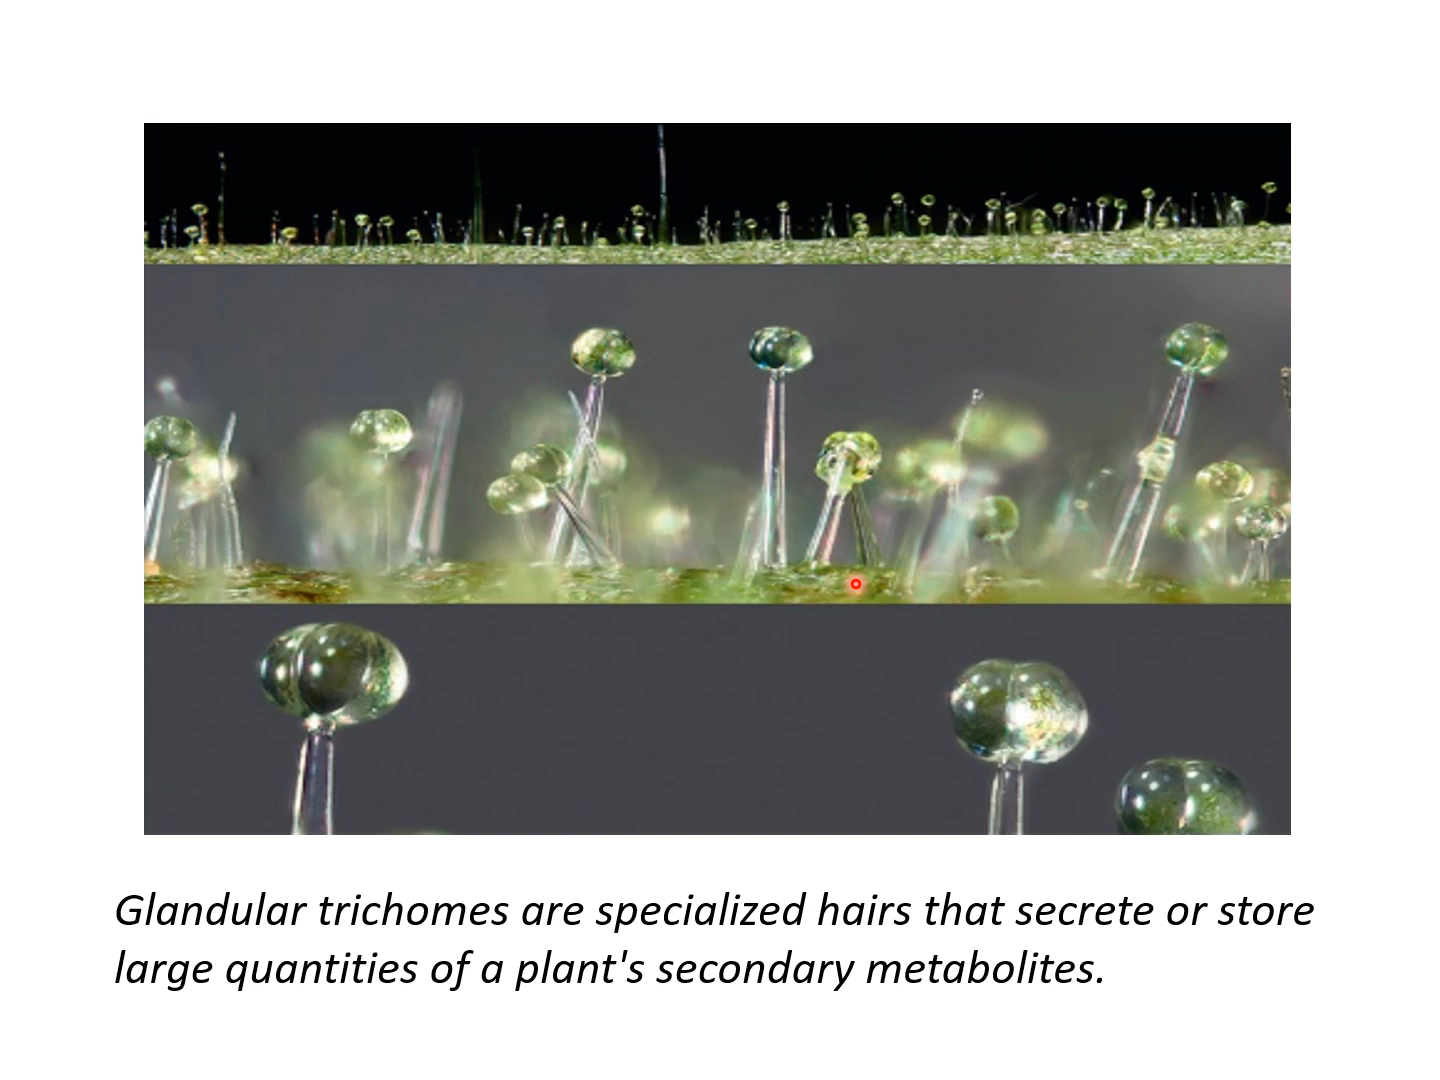 Glandular trichomes are specialized hairs that secrete or store
large quantities of a plant's secondary metabolites.